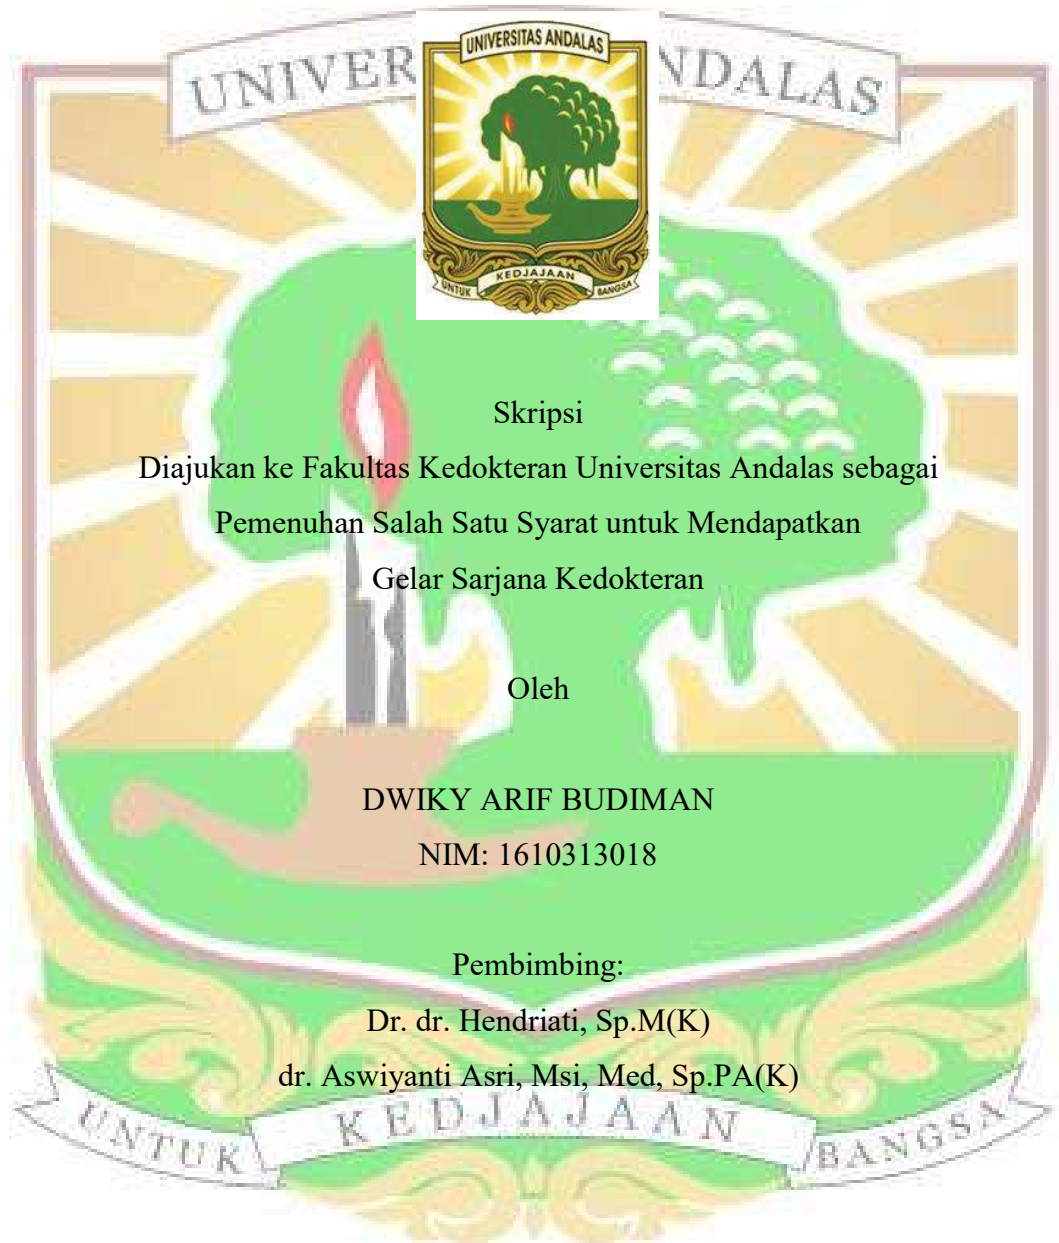 UNIVERSITAS ANDALAS
UNIVER NDALAS
UNTUK KEDJAJAAN BANGSA
Skripsi
Diajukan ke Fakultas Kedokteran Universitas Andalas sebagai
Pemenuhan Salah Satu Syarat untuk Mendapatkan
Gelar Sarjana Kedokteran
Oleh
DWIKY ARIF BUDIMAN
NIM: 1610313018
Pembimbing:
Dr. dr. Hendriati, Sp.M(K)
dr. Aswiyanti Asri, Msi, Med, Sp.PA(K)
UNTUK KEDJAJAAN BANGSA